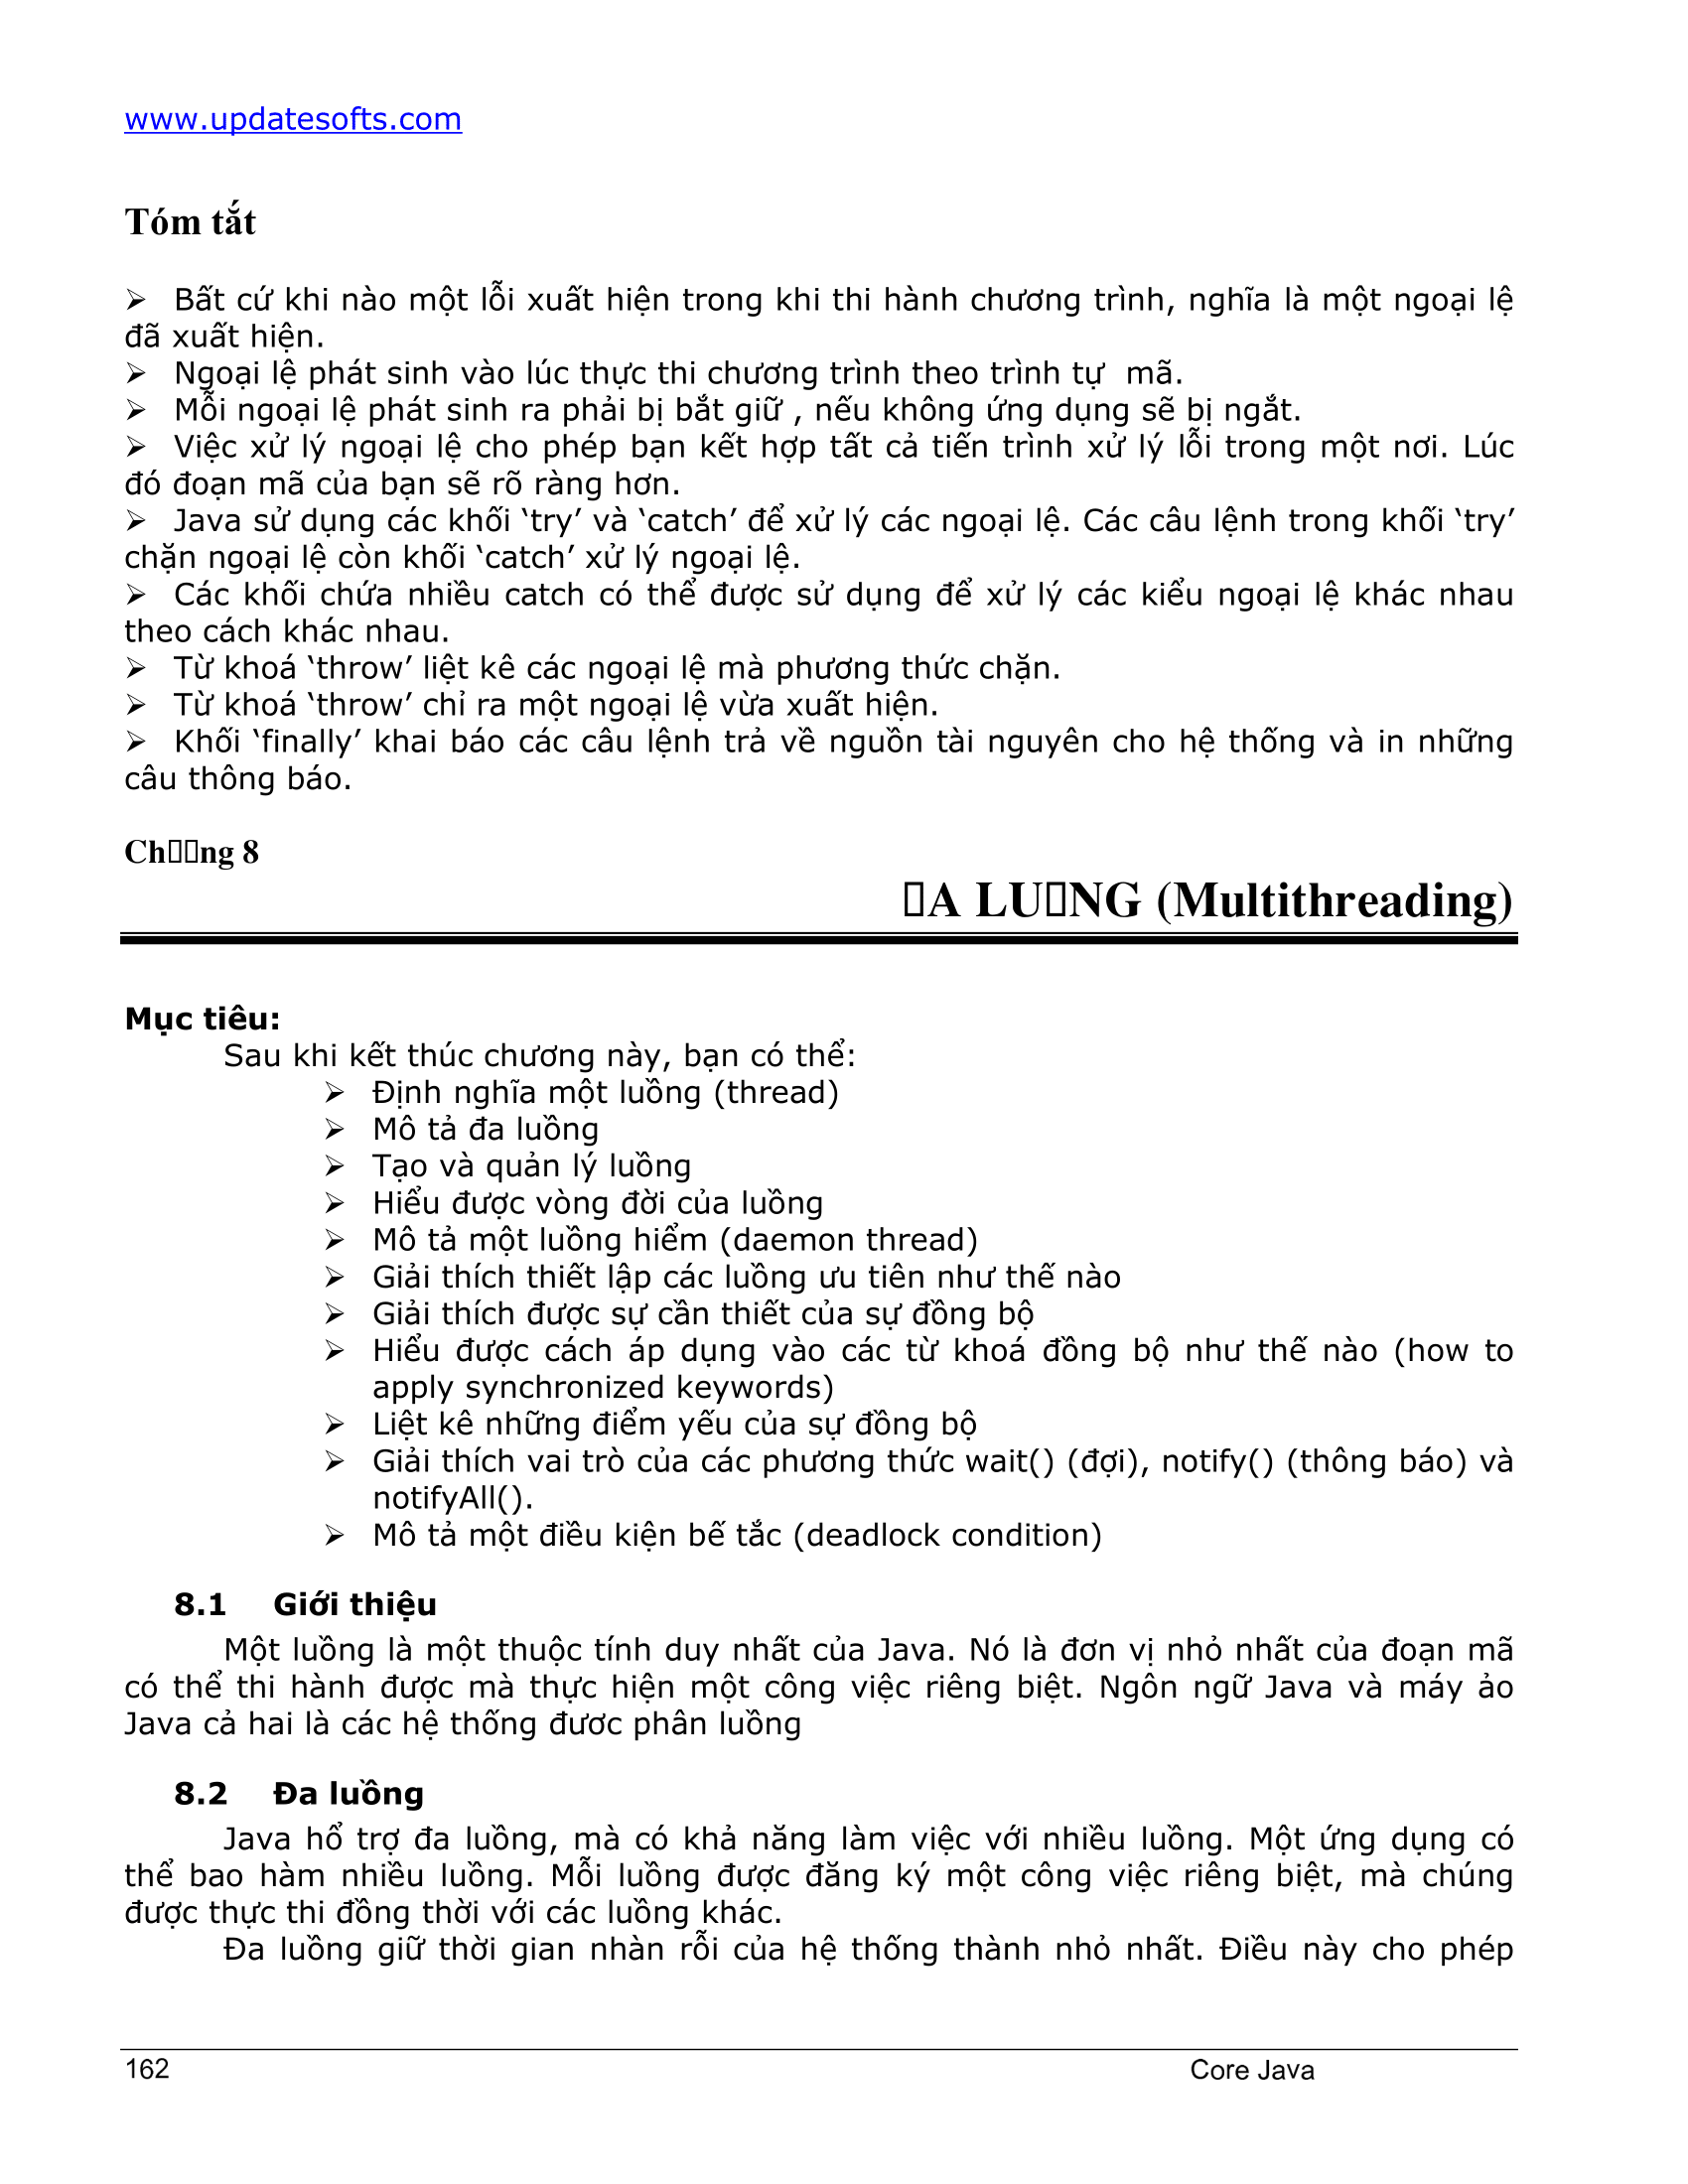 www.updatesofts.com
Tóm tắt
➢ Bất cứ khi nào một lỗi xuất hiện trong khi thi hành chương trình, nghĩa là một ngoại lệ
đã xuất hiện.
➢ Ngoại lệ phát sinh vào lúc thực thi chương trình theo trình tự  mã.
➢ Mỗi ngoại lệ phát sinh ra phải bị bắt giữ , nếu không ứng dụng sẽ bị ngắt.
➢ Việc xử lý ngoại lệ cho phép bạn kết hợp tất cả tiến trình xử lý lỗi trong một nơi. Lúc
đó đoạn mã của bạn sẽ rõ ràng hơn.
➢ Java sử dụng các khối ‘try’ và ‘catch’ để xử lý các ngoại lệ. Các câu lệnh trong khối ‘try’
chặn ngoại lệ còn khối ‘catch’ xử lý ngoại lệ.
➢ Các khối chứa nhiều catch có thể được sử dụng để xử lý các kiểu ngoại lệ khác nhau
theo cách khác nhau.
➢ Từ khoá ‘throw’ liệt kê các ngoại lệ mà phương thức chặn.
➢ Từ khoá ‘throw’ chỉ ra một ngoại lệ vừa xuất hiện.
➢ Khối ‘finally’ khai báo các câu lệnh trả về nguồn tài nguyên cho hệ thống và in những
câu thông báo.
Ch▯▯ng 8
▯A LU▯NG (Multithreading)
Mục tiêu:
Sau khi kết thúc chương này, bạn có thể:
➢ Định nghĩa một luồng (thread)
➢ Mô tả đa luồng
➢ Tạo và quản lý luồng
➢ Hiểu được vòng đời của luồng
➢ Mô tả một luồng hiểm (daemon thread)
➢ Giải thích thiết lập các luồng ưu tiên như thế nào
➢ Giải thích được sự cần thiết của sự đồng bộ
➢ Hiểu được cách áp dụng vào các từ khoá đồng bộ như thế nào (how to
apply synchronized keywords)
➢ Liệt kê những điểm yếu của sự đồng bộ
➢ Giải thích vai trò của các phương thức wait() (đợi), notify() (thông báo) và
notifyAll().
➢ Mô tả một điều kiện bế tắc (deadlock condition)
8.1 Giới thiệu
Một luồng là một thuộc tính duy nhất của Java. Nó là đơn vị nhỏ nhất của đoạn mã
có thể thi hành được mà thực hiện một công việc riêng biệt. Ngôn ngữ Java và máy ảo
Java cả hai là các hệ thống đươc phân luồng
8.2 Đa luồng
Java hổ trợ đa luồng, mà có khả năng làm việc với nhiều luồng. Một ứng dụng có
thể bao hàm nhiều luồng. Mỗi luồng được đăng ký một công việc riêng biệt, mà chúng
được thực thi đồng thời với các luồng khác.
Đa luồng giữ thời gian nhàn rỗi của hệ thống thành nhỏ nhất. Điều này cho phép
162 Core Java